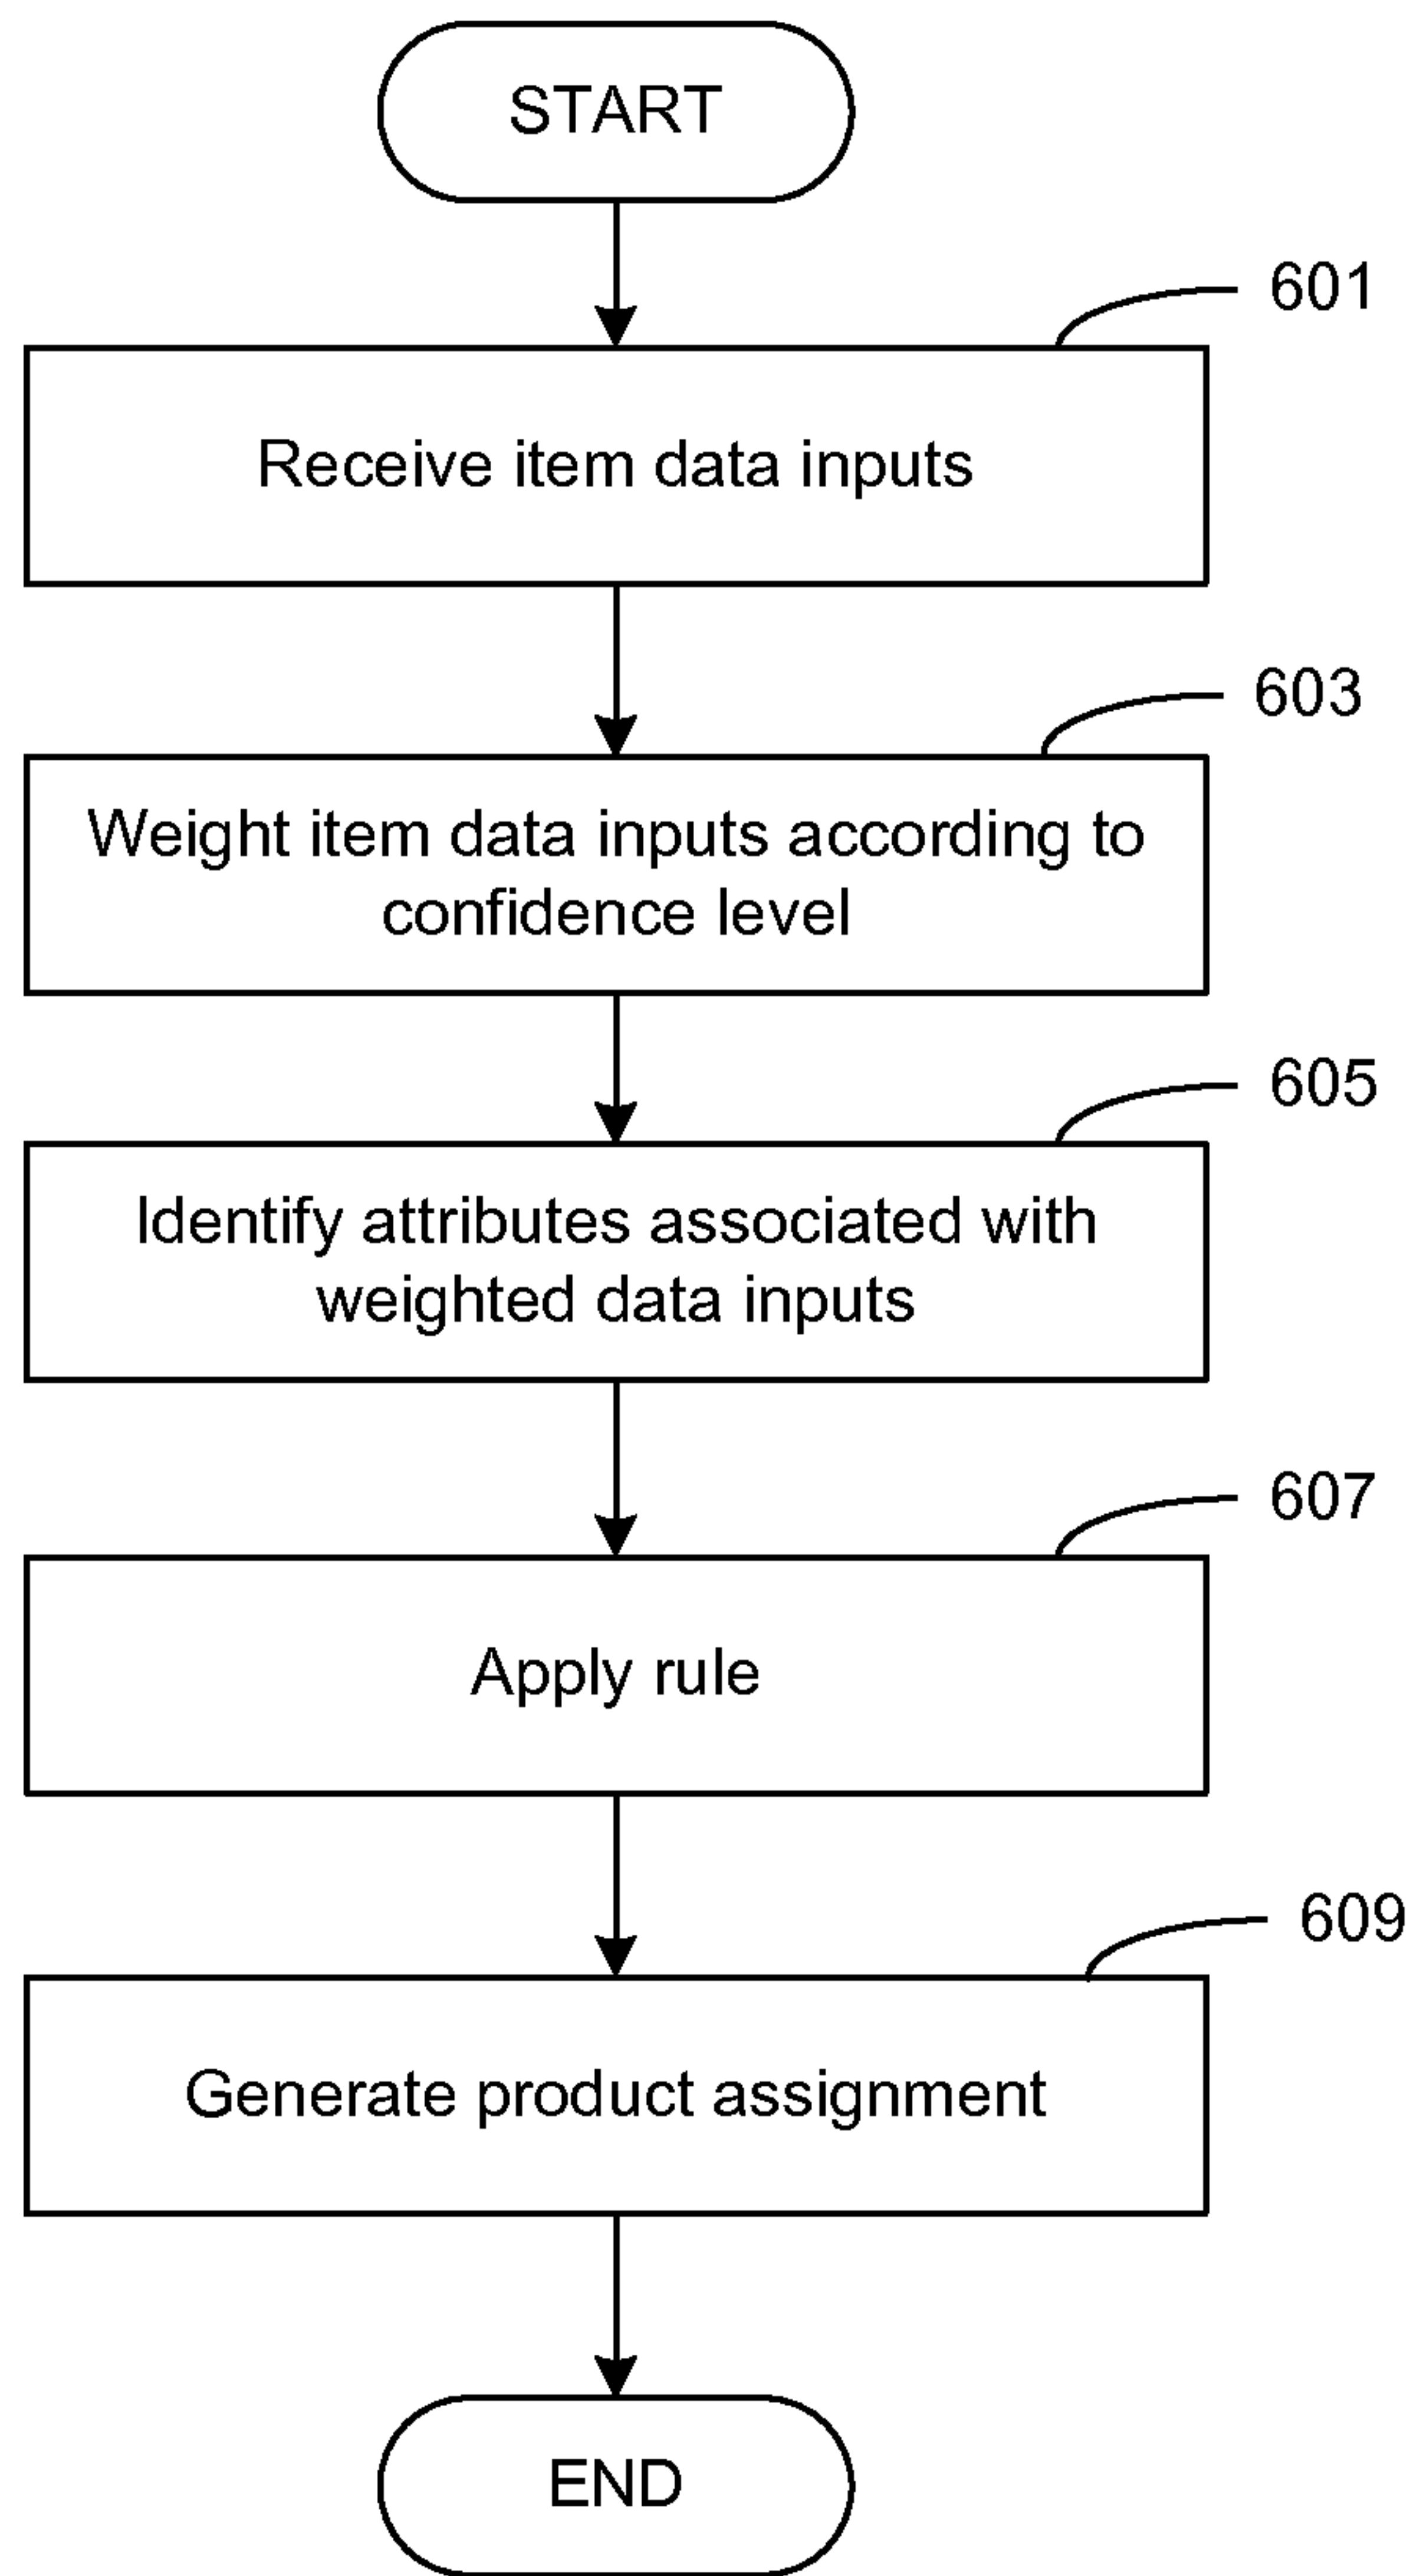 START
601
Receive item data inputs
603
Weight item data inputs according to
confidence level
605
Identify attributes associated with
weighted data inputs
607
Apply rule
609
Generate product assignment
END